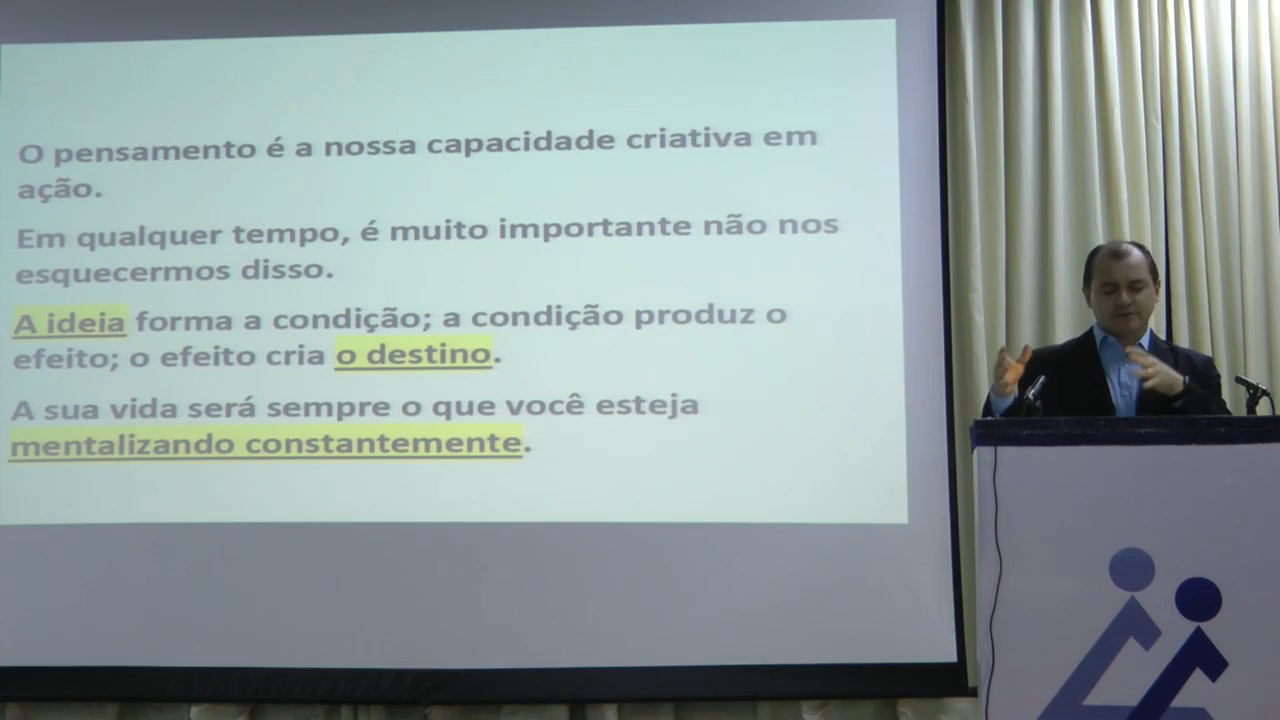 O pensamento é a nossa capacidade criativa em
ação.
Em qualquer tempo, é muito importante não nos
esquecermos disso.
A ideia forma a condição; a condição produz o
efeito; o efeito cria o destino.
A sua vida será sempre o que você esteja
mentalizando constantemente.